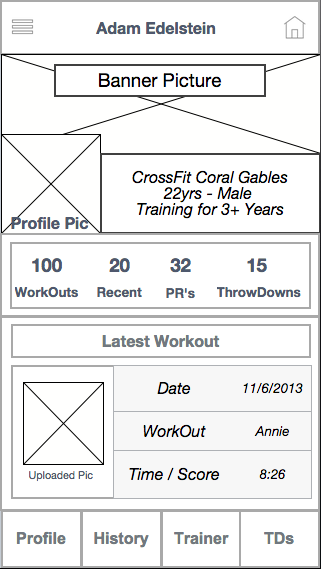 Adam Edelstein
Banner Picture
Profile Pic
CrossFit Coral Gables
22yrs - Male
Training for 3+ Years
100 20 32 15
WorkOuts Recent PR's ThrowDowns
Latest Workout
Uploaded Pic
Date 11/6/2013
WorkOut Annie
Time / Score 8:26
Profile History Trainer TDs